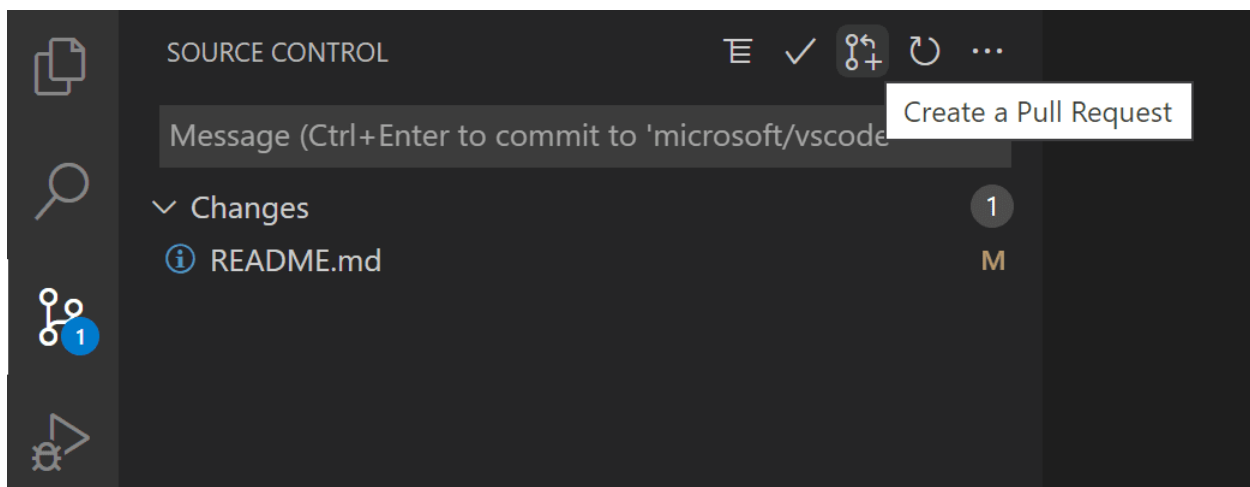 SOURCE CONTROL
Create a Pull Request
Message (Ctrl+Enter to commit to 'microsoft/vscode
Changes
1
README.md
M
1